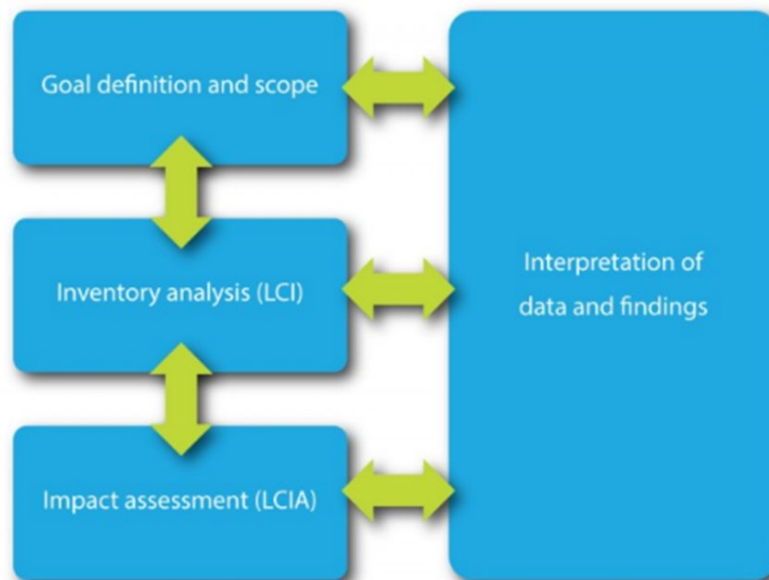 Goal definition and scope
Inventory analysis (LCI)
Interpretation of
data and findings
Impact assessment (LCIA)